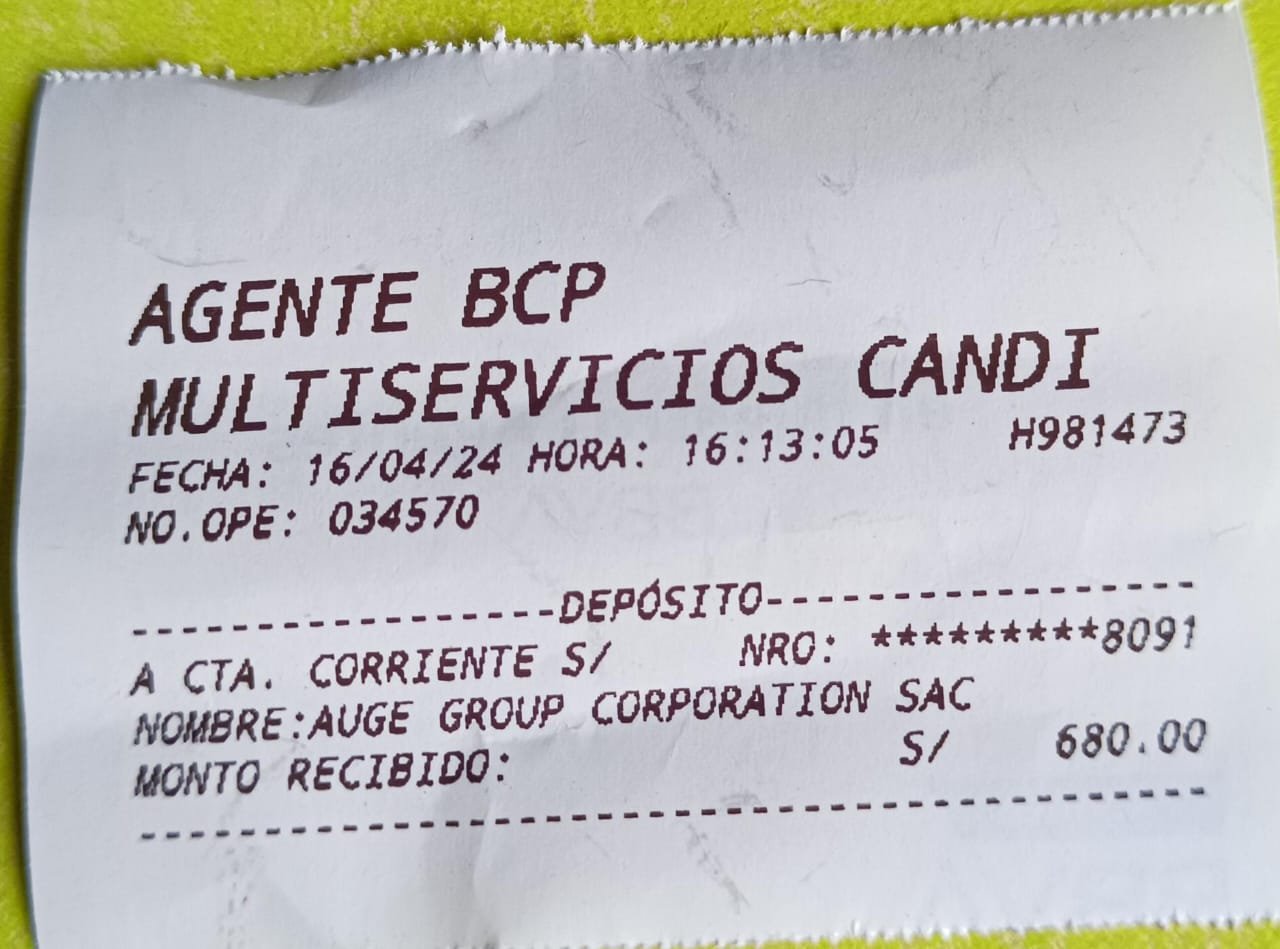 AGENTE BCP
MULTISERVICIOS CANDI
FECHA: 16/04/24 HORA: 16:13:05 H981473
NO.OPE: 034570
-----------------DEPÓSITO-----------------
A CTA. CORRIENTE S/ NRO: *********8091
NOMBRE:AUGE GROUP CORPORATION SAC
MONTO RECIBIDO: S/ 680.00
------------------------------------------